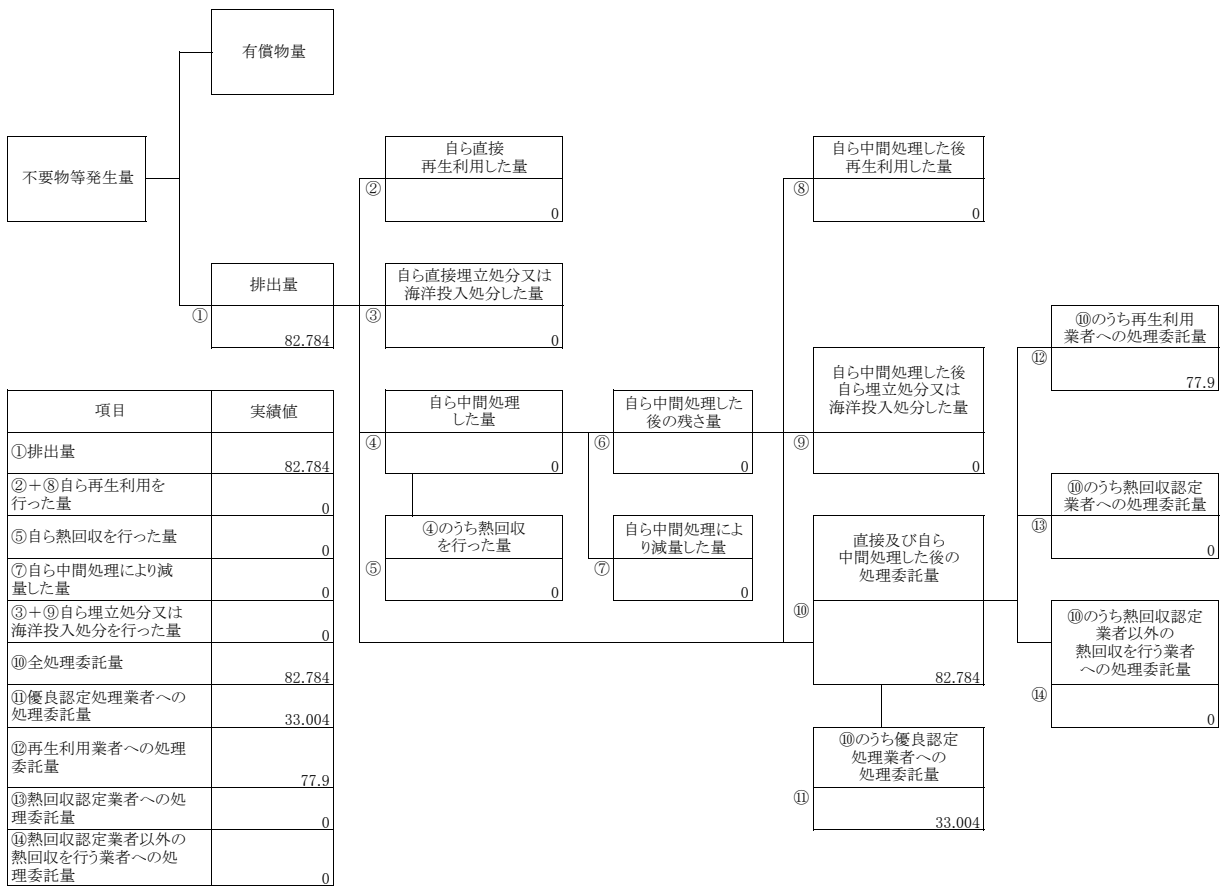 有償物量
不要物等発生量
自ら直接
再生利用した量
②
0
自ら中間処理した後
再生利用した量
⑧
0
排出量
①
82.784
自ら直接埋立処分又は
海洋投入処分した量
③
0
⑩のうち再生利用
業者への処理委託量
⑫
77.9
自ら中間処理
した量
④
0
自ら中間処理した
後の残さ量
⑥
0
自ら中間処理した後
自ら埋立処分又は
海洋投入処分した量
⑨
0
⑩のうち熱回収認定
業者への処理委託量
⑬
0
④のうち熱回収
を行った量
⑤
0
自ら中間処理によ
り減量した量
⑦
0
直接及び自ら
中間処理した後の
処理委託量
⑩
82.784
⑩のうち熱回収認定
業者以外の
熱回収を行う業者
への処理委託量
⑭
0
⑩のうち優良認定
処理業者への
処理委託量
⑪
33.004
項目 実績値
①排出量
82.784
②＋⑧自ら再生利用を
行った量
0
⑤自ら熱回収を行った量
0
⑦自ら中間処理により減
量した量
0
③＋⑨自ら埋立処分又は
海洋投入処分を行った量
0
⑩全処理委託量
82.784
⑪優良認定処理業者への
処理委託量
33.004
⑫再生利用業者への処理
委託量
77.9
⑬熱回収認定業者への処
理委託量
0
⑭熱回収認定業者以外の
熱回収を行う業者への処
理委託量
0